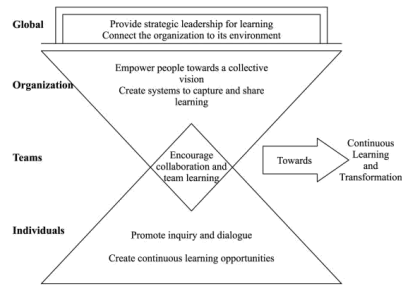 Global
Provide strategic leadership for learning
Connect the organization to its environment
Organization
Empower people towards a collective
vision
Create systems to capture and share
learning
Teams
Encourage
collaboration and
team learning
Towards
Continuous
Learning
and
Transformation
Individuals
Promote inquiry and dialogue
Create continuous learning opportunities